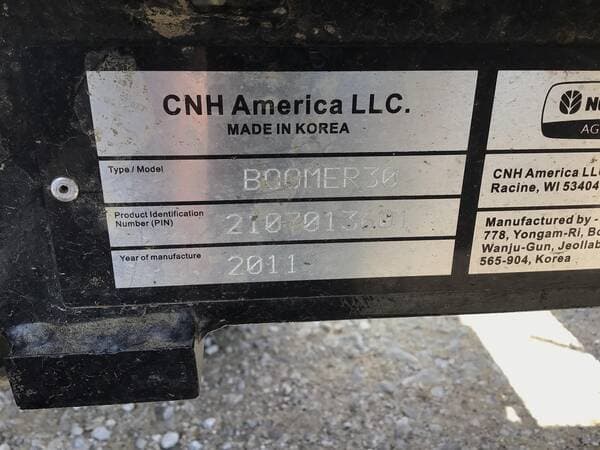 CNH America LLC.
MADE IN KOREA
Type / Model
BOOMER30
Product Identification
Number (PIN)
Year of manufacture
2011
AG
CNH America LL
Racine, WI 53404
Manufactured by -
778, Yongam-Ri, Bo
Wanju-Gun, Jeollab
565-904, Korea